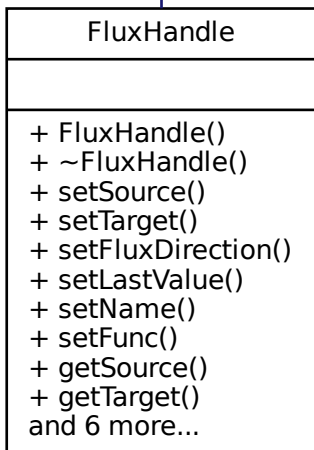 FluxHandle
+ FluxHandle()
+ ~FluxHandle()
+ setSource()
+ setTarget()
+ setFluxDirection()
+ setLastValue()
+ setName()
+ setFunc()
+ getSource()
+ getTarget()
and 6 more...